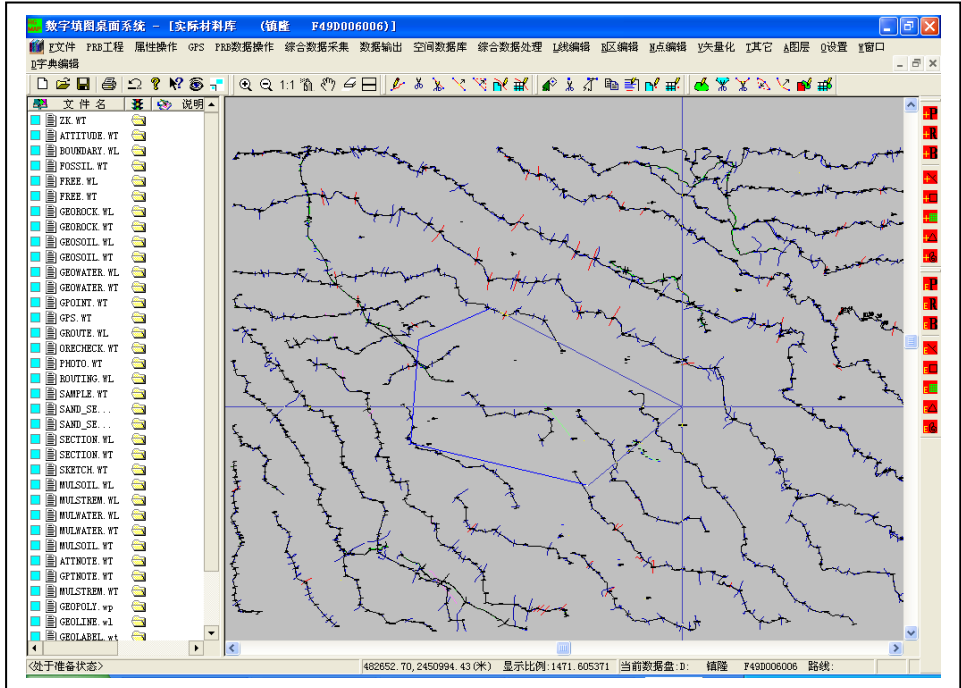 数字填图桌面系统 - [实际材料库 (镇隆 F49D006006)]
F文件 PRB工程 属性操作 GPS PRB数据操作 综合数据采集 数据输出 空间数据库 综合数据处理 L线编辑 R区编辑 N点编辑 V矢量化 T其它 A图层 O设置 W窗口
D字典编辑
1:1
文件名 说明
ZK.WT
ATTITUDE.WT
BOUNDARY.WL
FOSSIL.WT
FREE.WL
FREE.WT
GEOROCK.WL
GEOROCK.WT
GEOSOIL.WL
GEOSOIL.WT
GEOWATER.WL
GEOWATER.WT
GPOINT.WT
GPS.WT
GROUTE.WL
ORECHECK.WT
PHOTO.WT
ROUTING.WL
SAMPLE.WT
SAND_SE...
SAND_SE...
SECTION.WL
SECTION.WT
SKETCH.WT
MULSOIL.WL
MULSTREM.WL
MULWATER.WL
MULWATER.WT
MULSOIL.WT
ATTNOTE.WT
GPTNOTE.WT
MULSTREM.WT
GEOPOLY.wp
GEOLINE.wl
GEOLABEL.wt
+P
+R
+B
EP
ER
EB
<处于准备状态> 482652.70,2450994.43(米) 显示比例:1471.605371 当前数据盘:D: 镇隆 F49D006006 路线: